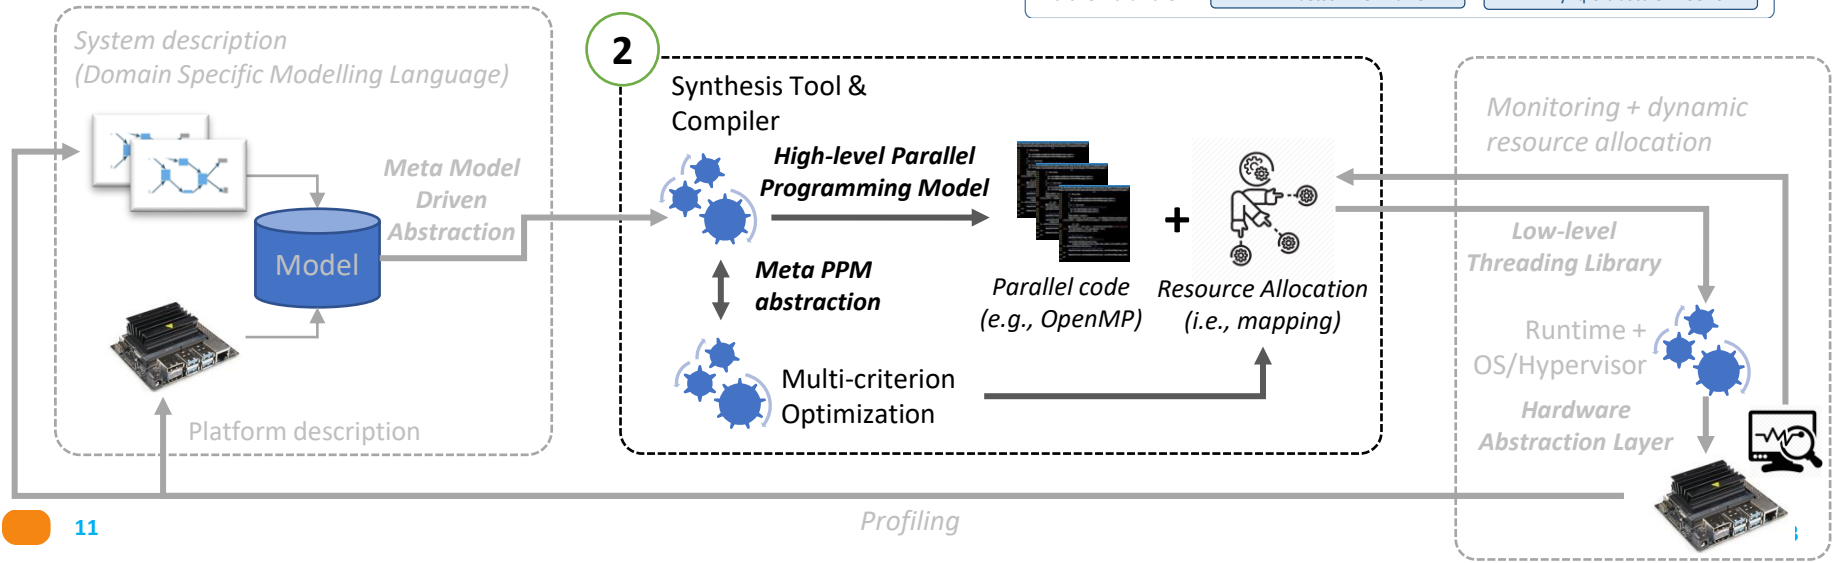 System description
(Domain Specific Modelling Language)
Meta Model
Driven
Abstraction
Model
Platform description
2
Synthesis Tool &
Compiler
High-level Parallel
Programming Model
Meta PPM
abstraction
Multi-criterion
Optimization
+
Parallel code
(e.g., OpenMP)
Resource Allocation
(i.e., mapping)
Monitoring + dynamic
resource allocation
Low-level
Threading Library
Runtime +
OS/Hypervisor
Hardware
Abstraction Layer
Profiling
11